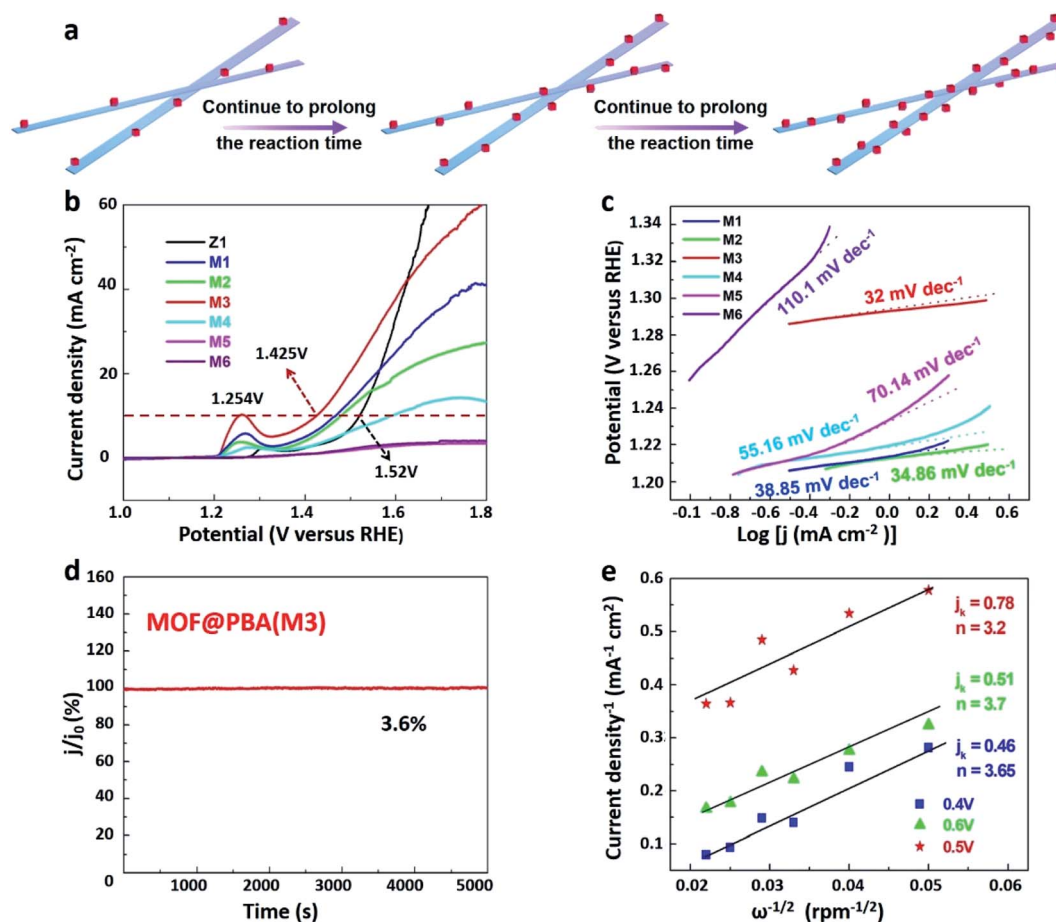 a
Continue to prolong
the reaction time
Continue to prolong
the reaction time
b
60
40
20
10
0
Current density (mA cm⁻²)
Z1
M1
M2
M3
M4
M5
M6
1.425V
1.254V
1.52V
1.0 1.2 1.4 1.6 1.8
Potential (V versus RHE)
c
1.34
1.30
1.28
1.26
1.24
1.22
1.20
Potential (V versus RHE)
M1
M2
M3
M4
M5
M6
110.1 mV dec⁻¹
32 mV dec⁻¹
70.14 mV dec⁻¹
55.16 mV dec⁻¹
38.85 mV dec⁻¹
34.86 mV dec⁻¹
-0.1 -0.8 -0.6 -0.4 -0.2 0.0 0.2 0.4 0.6
Log [j (mA cm⁻²)]
d
160
140
120
100
80
60
40
20
0
j/j₀ (%)
MOF@PBA(M3)
3.6%
1000 2000 3000 4000 5000
Time (s)
e
0.6
0.5
0.4
0.3
0.2
0.1
Current density⁻¹ (mA⁻¹ cm²)
jₖ = 0.78
n = 3.2
jₖ = 0.51
n = 3.7
jₖ = 0.46
n = 3.65
0.4V
0.6V
0.5V
0.02 0.03 0.04 0.05 0.06
ω⁻¹/² (rpm⁻¹/²)